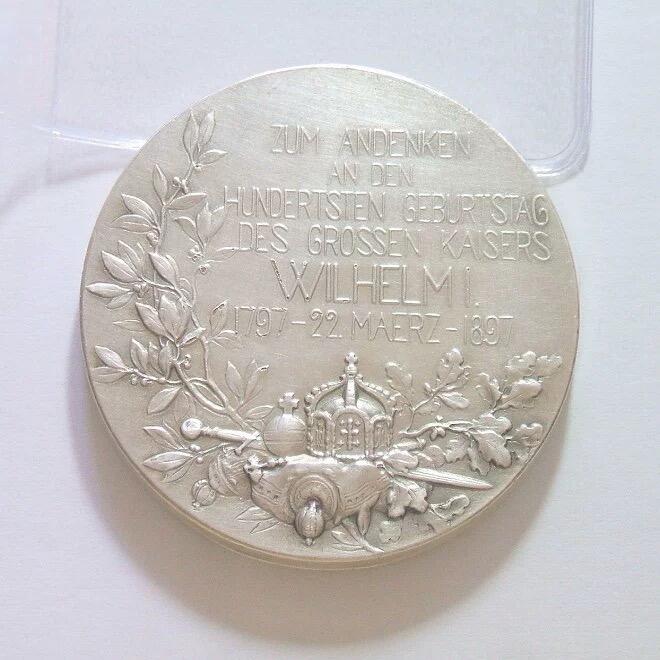 ZUM ANDENKEN
AN DEN
HUNDERTSTEN GEBURTSTAG
DES GROSSEN KAISERS
WILHELM I.
1797 - 22. MAERZ - 1897